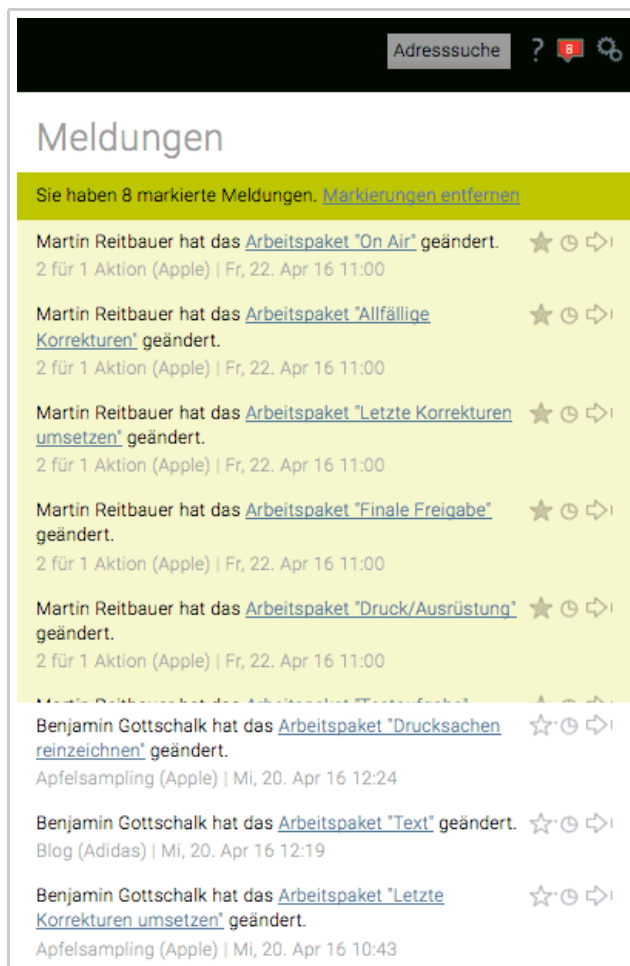 Adresssuche ? 8
Meldungen
Sie haben 8 markierte Meldungen. Markierungen entfernen
Martin Reitbauer hat das Arbeitspaket "On Air" geändert.
2 für 1 Aktion (Apple) | Fr, 22. Apr 16 11:00
Martin Reitbauer hat das Arbeitspaket "Allfällige
Korrekturen" geändert.
2 für 1 Aktion (Apple) | Fr, 22. Apr 16 11:00
Martin Reitbauer hat das Arbeitspaket "Letzte Korrekturen
umsetzen" geändert.
2 für 1 Aktion (Apple) | Fr, 22. Apr 16 11:00
Martin Reitbauer hat das Arbeitspaket "Finale Freigabe"
geändert.
2 für 1 Aktion (Apple) | Fr, 22. Apr 16 11:00
Martin Reitbauer hat das Arbeitspaket "Druck/Ausrüstung"
geändert.
2 für 1 Aktion (Apple) | Fr, 22. Apr 16 11:00
Martin Reitbauer hat das Arbeitspaket
Benjamin Gottschalk hat das Arbeitspaket "Drucksachen
reinzeichnen" geändert.
Apfelsampling (Apple) | Mi, 20. Apr 16 12:24
Benjamin Gottschalk hat das Arbeitspaket "Text" geändert.
Blog (Adidas) | Mi, 20. Apr 16 12:19
Benjamin Gottschalk hat das Arbeitspaket "Letzte
Korrekturen umsetzen" geändert.
Apfelsampling (Apple) | Mi, 20. Apr 16 10:43